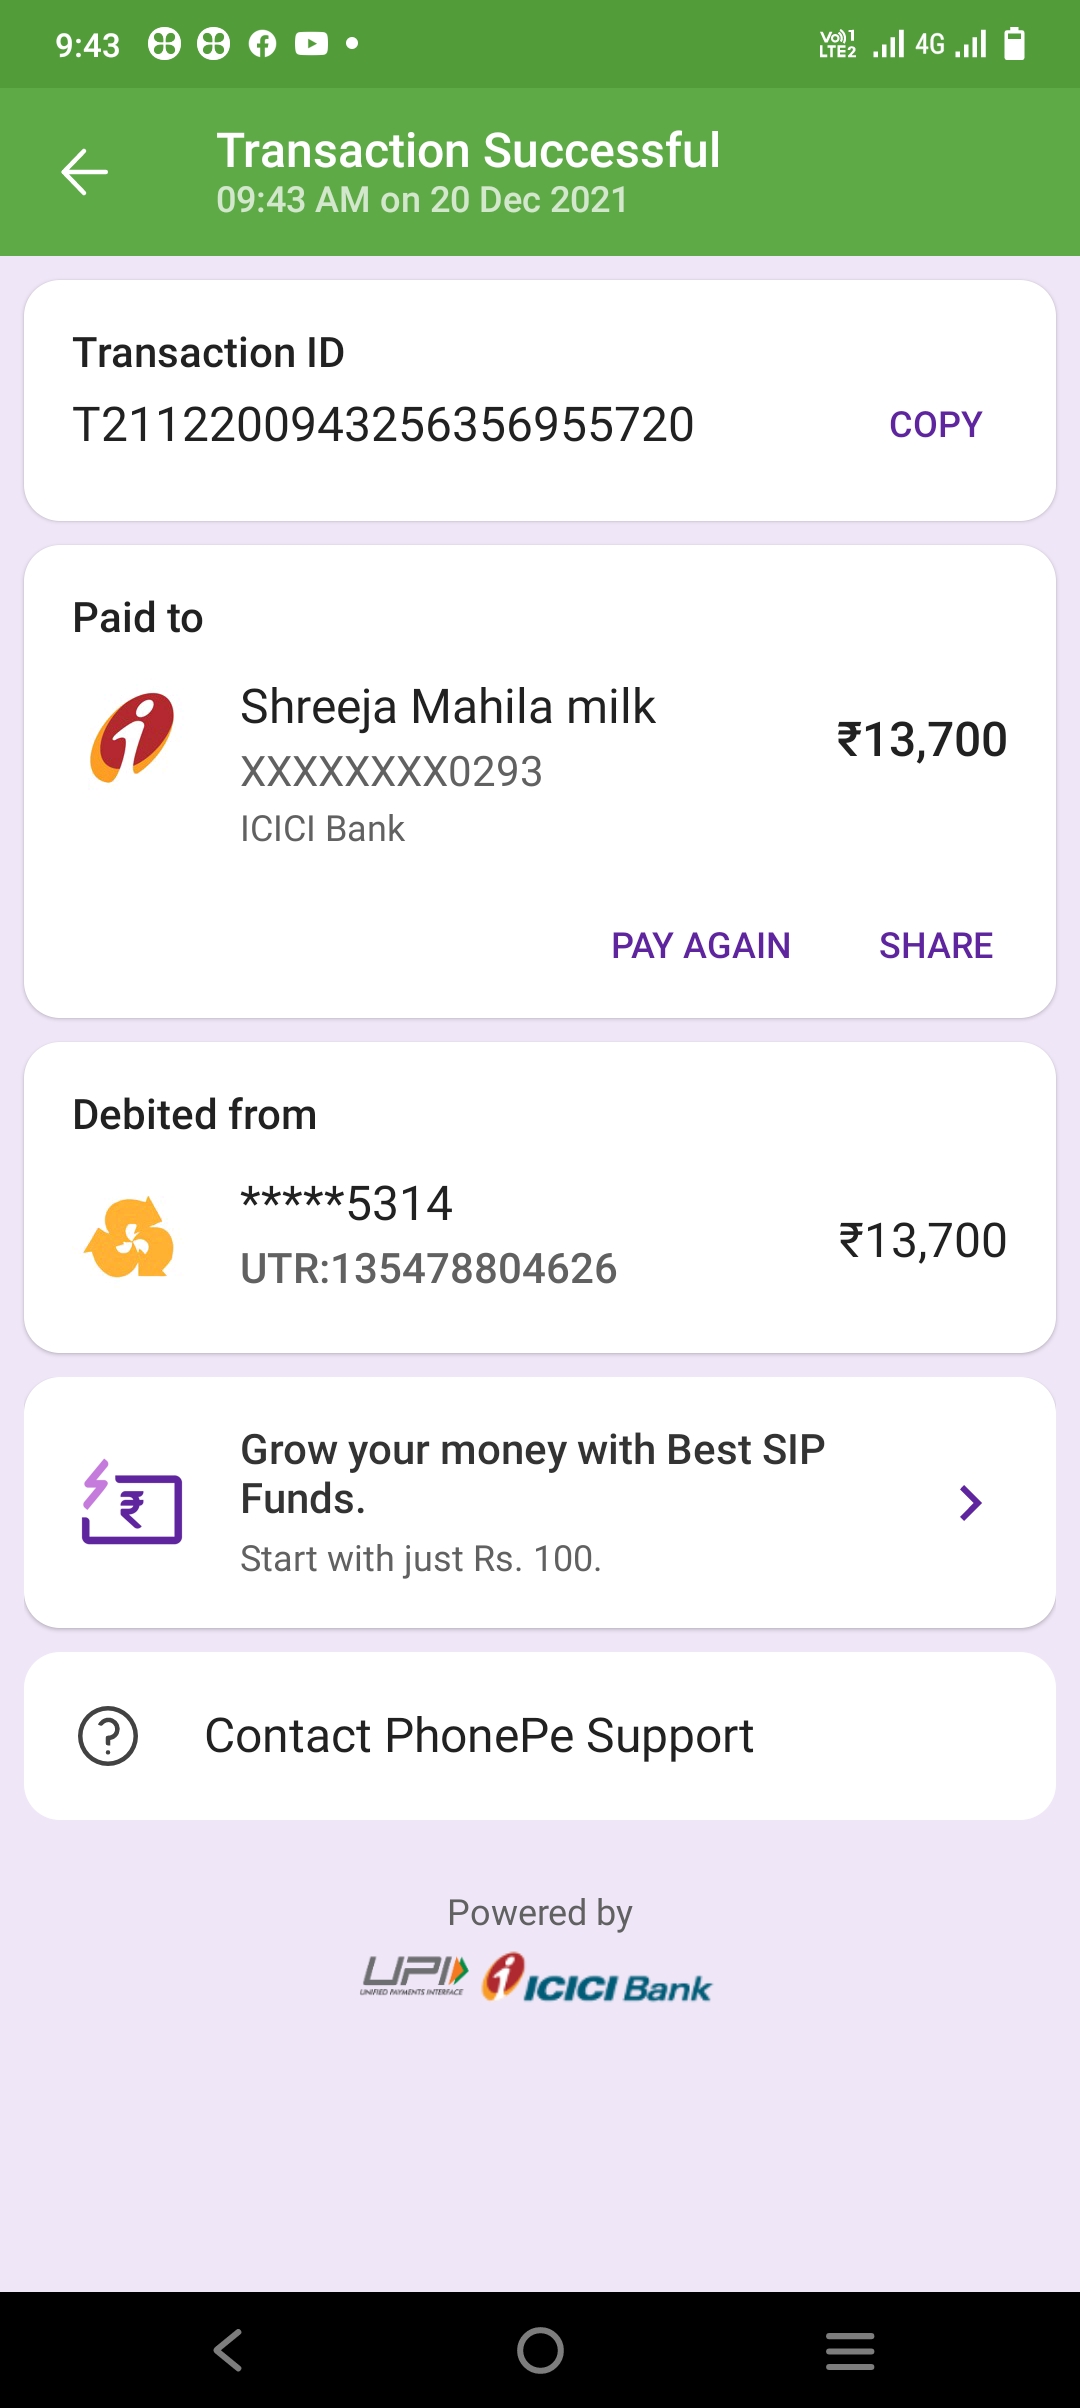 9:43
Vo)) 1
LTE2
4G
Transaction Successful
09:43 AM on 20 Dec 2021
Transaction ID
T2112200943256356955720
COPY
Paid to
Shreeja Mahila milk
₹13,700
XXXXXXXX0293
ICICI Bank
PAY AGAIN
SHARE
Debited from
*****5314
₹13,700
UTR:135478804626
Grow your money with Best SIP
Funds.
Start with just Rs. 100.
Contact PhonePe Support
Powered by
UPI
UNIFIED PAYMENTS INTERFACE
ICICI Bank